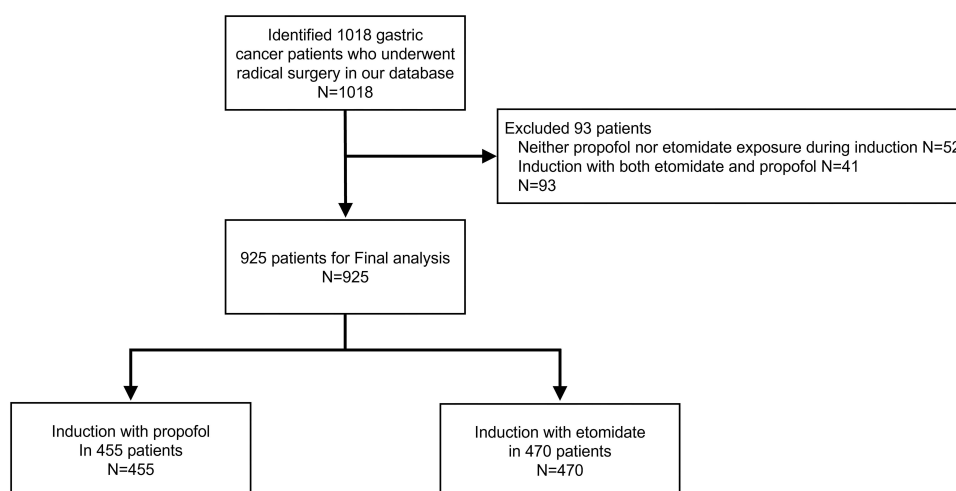 Identified 1018 gastric
cancer patients who underwent
radical surgery in our database
N=1018
Excluded 93 patients
Neither propofol nor etomidate exposure during induction N=52
Induction with both etomidate and propofol N=41
N=93
925 patients for Final analysis
N=925
Induction with propofol
In 455 patients
N=455
Induction with etomidate
in 470 patients
N=470